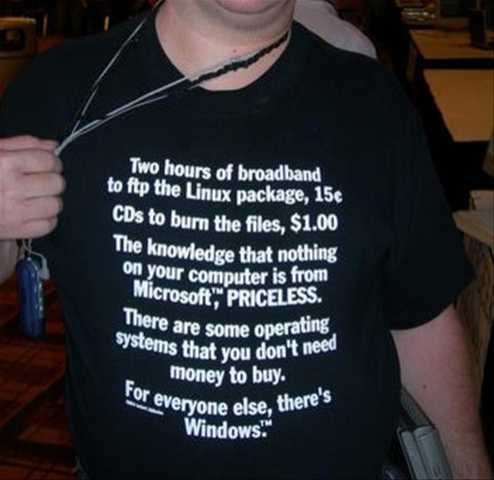 Two hours of broadband
to ftp the Linux package, 15¢
CDs to burn the files, $1.00
The knowledge that nothing
on your computer is from
Microsoft,™ PRICELESS.
There are some operating
systems that you don't need
money to buy.
For everyone else, there's
Windows.™